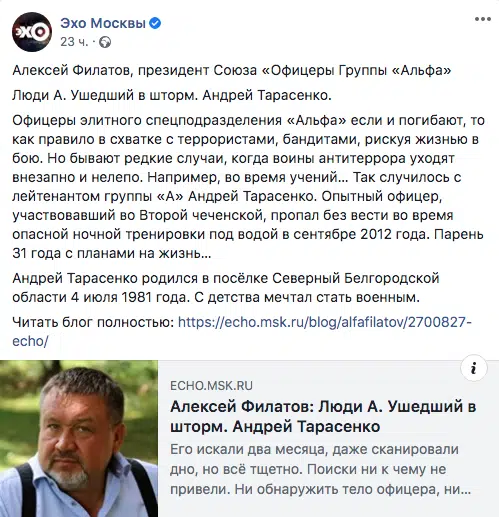 ЭХО
Эхо Москвы
23 ч. ·
Алексей Филатов, президент Союза «Офицеры Группы «Альфа»
Люди А. Ушедший в шторм. Андрей Тарасенко.
Офицеры элитного спецподразделения «Альфа» если и погибают, то
как правило в схватке с террористами, бандитами, рискуя жизнью в
бою. Но бывают редкие случаи, когда воины антитеррора уходят
внезапно и нелепо. Например, во время учений... Так случилось с
лейтенантом группы «А» Андрей Тарасенко. Опытный офицер,
участвовавший во Второй чеченской, пропал без вести во время
опасной ночной тренировки под водой в сентябре 2012 года. Парень
31 года с планами на жизнь...
Андрей Тарасенко родился в посёлке Северный Белгородской
области 4 июля 1981 года. С детства мечтал стать военным.
Читать блог полностью: https://echo.msk.ru/blog/alfafilatov/2700827-
echo/
ECHO.MSK.RU
Алексей Филатов: Люди А. Ушедший в
шторм. Андрей Тарасенко
Его искали два месяца, даже сканировали
дно, но всё тщетно. Поиски ни к чему не
привели. Ни обнаружить тело офицера, ни...